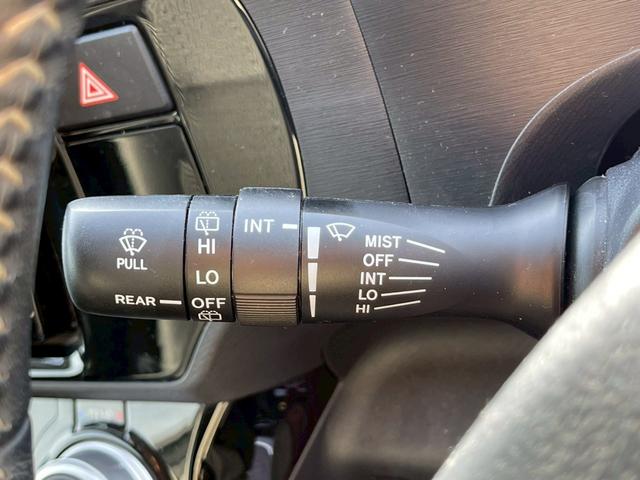 PULL
REAR
HI
LO
OFF
INT
MIST
OFF
INT
LO
HI